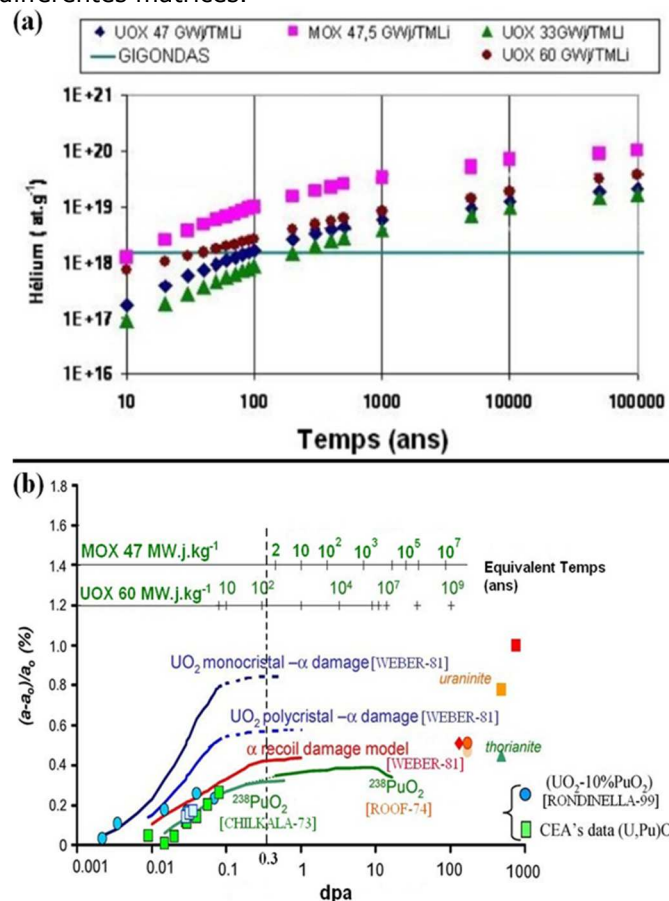 différentes matrices.
(a)
UOX 47 GWj/TMLi MOX 47,5 GWj/TMLi UOX 33GWj/TMLi
GIGONDAS UOX 60 GWj/TMLi
1E+21
1E+20
1E+19
1E+18
1E+17
1E+16
Hélium ( at.g⁻¹)
10 100 1000 10000 100000
Temps (ans)
(b)
1.8
1.6
1.4
1.2
1.0
0.8
0.6
0.4
0.2
0
(a-a₀)/a₀ (%)
MOX 47 MW.j.kg⁻¹ 2 10 10² 10³ 10⁵ 10⁷
Equivalent Temps
(ans)
UOX 60 MW.j.kg⁻¹ 10 10² 10⁴ 10⁷ 10⁹
UO₂ monocristal –α damage [WEBER-81]
uraninite
UO₂ polycristal –α damage [WEBER-81]
α recoil damage model
[WEBER-81]
thorianite
²³⁸PuO₂
[CHILKALA-73]
²³⁸PuO₂
[ROOF-74]
(UO₂-10%PuO₂)
[RONDINELLA-99]
CEA's data (U,Pu)O
0.001 0.01 0.1 0.3 1 10 100 1000
dpa